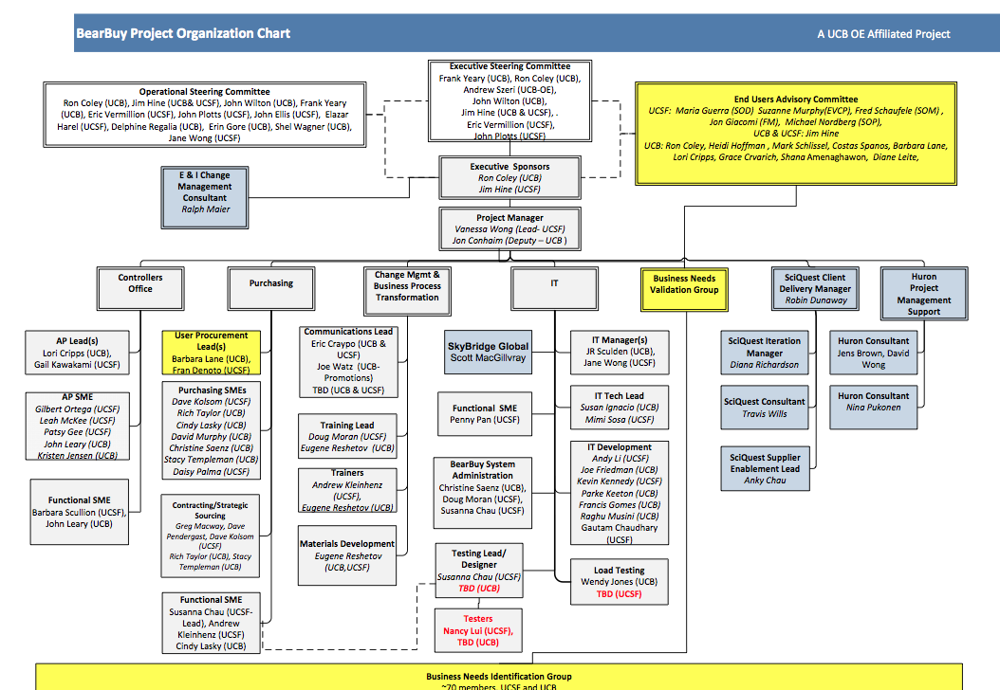 BearBuy Project Organization Chart
A UCB OE Affiliated Project
Executive Steering Committee
Frank Yeary (UCB), Ron Coley (UCB),
Andrew Szeri (UCB-OE),
John Wilton (UCB),
Jim Hine (UCB & UCSF), .
Eric Vermillion (UCSF),
John Plotts (UCSF)
Operational Steering Committee
Ron Coley (UCB), Jim Hine (UCB& UCSF), John Wilton (UCB), Frank Yeary
(UCB), Eric Vermillion (UCSF), John Plotts (UCSF), John Ellis (UCSF), Elazar
Harel (UCSF), Delphine Regalia (UCB), Erin Gore (UCB), Shel Wagner (UCB),
Jane Wong (UCSF)
End Users Advisory Committee
UCSF: Maria Guerra (SOD) Suzanne Murphy(EVCP), Fred Schaufele (SOM) ,
Jon Giacomi (FM), Michael Nordberg (SOP),
UCB & UCSF: Jim Hine
UCB: Ron Coley, Heidi Hoffman , Mark Schlissel, Costas Spanos, Barbara Lane,
Lori Cripps, Grace Crvarich, Shana Amenaghawon, Diane Leite,
E & I Change
Management
Consultant
Ralph Maier
Executive Sponsors
Ron Coley (UCB)
Jim Hine (UCSF)
Project Manager
Vanessa Wong (Lead- UCSF)
Jon Conhaim (Deputy – UCB )
Controllers
Office
Purchasing
Change Mgmt &
Business Process
Transformation
IT
Business Needs
Validation Group
SciQuest Client
Delivery Manager
Robin Dunaway
Huron
Project
Management
Support
AP Lead(s)
Lori Cripps (UCB),
Gail Kawakami (UCSF)
AP SME
Gilbert Ortega (UCSF)
Leah McKee (UCSF)
Patsy Gee (UCSF)
John Leary (UCB)
Kristen Jensen (UCB)
Functional SME
Barbara Scullion (UCSF),
John Leary (UCB)
User Procurement
Lead(s)
Barbara Lane (UCB),
Fran Denoto (UCSF)
Purchasing SMEs
Dave Kolsom (UCSF)
Rich Taylor (UCB)
Cindy Lasky (UCB)
David Murphy (UCB)
Christine Saenz (UCB)
Stacy Templeman (UCB)
Daisy Palma (UCSF)
Contracting/Strategic
Sourcing
Greg Macway, Dave
Pendergast, Dave Kolsom
(UCSF)
Rich Taylor (UCB), Stacy
Templeman (UCB)
Functional SME
Susanna Chau (UCSF-
Lead), Andrew
Kleinhenz (UCSF)
Cindy Lasky (UCB)
Communications Lead
Eric Craypo (UCB &
UCSF)
Joe Watz (UCB-
Promotions)
TBD (UCB & UCSF)
Training Lead
Doug Moran (UCSF)
Eugene Reshetov (UCB)
Trainers
Andrew Kleinhenz
(UCSF),
Eugene Reshetov (UCB)
Materials Development
Eugene Reshetov
(UCB,UCSF)
SkyBridge Global
Scott MacGillvray
Functional SME
Penny Pan (UCSF)
BearBuy System
Administration
Christine Saenz (UCB),
Doug Moran (UCSF),
Susanna Chau (UCSF)
Testing Lead/
Designer
Susanna Chau (UCSF)
TBD (UCB)
Testers
Nancy Lui (UCSF),
TBD (UCB)
IT Manager(s)
JR Sculden (UCB),
Jane Wong (UCSF)
IT Tech Lead
Susan Ignacio (UCB)
Mimi Sosa (UCSF)
IT Development
Andy Li (UCSF)
Joe Friedman (UCB)
Kevin Kennedy (UCSF)
Parke Keeton (UCB)
Francis Gomes (UCB)
Raghu Musini (UCB)
Gautam Chaudhary
(UCSF)
Load Testing
Wendy Jones (UCB)
TBD (UCSF)
SciQuest Iteration
Manager
Diana Richardson
SciQuest Consultant
Travis Wills
SciQuest Supplier
Enablement Lead
Anky Chau
Huron Consultant
Jens Brown, David
Wong
Huron Consultant
Nina Pukonen
Business Needs Identification Group
~70 members, UCSF and UCB